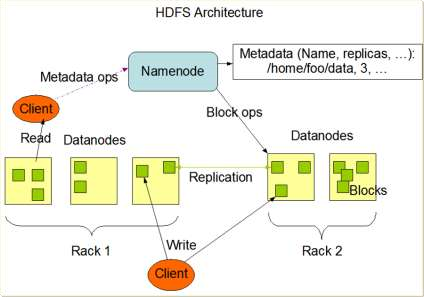 HDFS Architecture
Metadata (Name, replicas, ...):
/home/foo/data, 3, ...
Namenode
Metadata ops
Client
Block ops
Read
Datanodes
Datanodes
Replication
Blocks
Rack 1
Write
Rack 2
Client